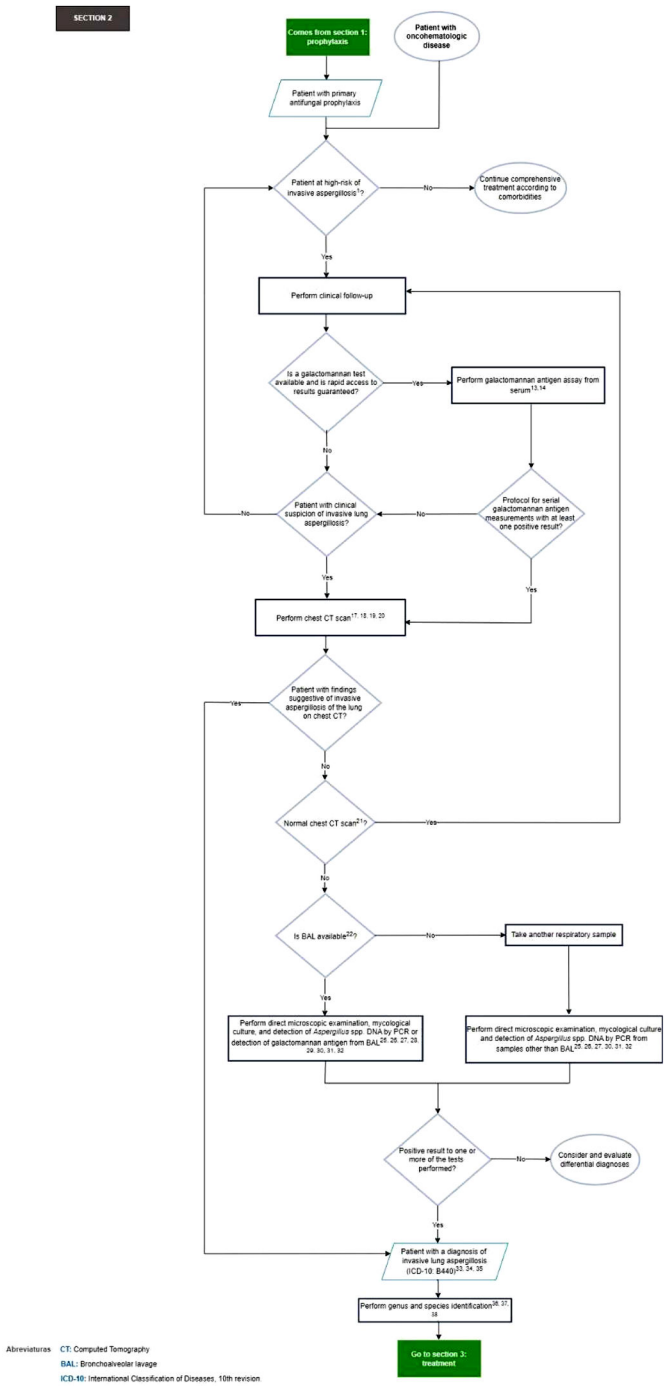 SECTION 2
Comes from section 1:
prophylaxis
Patient with
oncohematologic
disease
Patient with primary
antifungal prophylaxis
Patient at high-risk of
invasive aspergillosis1?
No
Continue comprehensive
treatment according to
comorbidities
Yes
Perform clinical follow-up
Is a galactomannan test
available and is rapid access to
results guaranteed?
Yes
Perform galactomannan antigen assay from
serum13,14
No
Patient with clinical
suspicion of invasive lung
aspergillosis?
No
No
Protocol for serial
galactomannan antigen
measurements with at least
one positive result?
Yes
Yes
Perform chest CT scan17, 18, 19, 20
Patient with findings
suggestive of invasive
aspergillosis of the lung
on chest CT?
Yes
No
Normal chest CT scan21?
Yes
No
Is BAL available22?
No
Take another respiratory sample
Yes
Perform direct microscopic examination, mycological
culture, and detection of Aspergillus spp. DNA by PCR or
detection of galactomannan antigen from BAL25, 26, 27, 28,
29, 30, 31, 32
Perform direct microscopic examination, mycological culture
and detection of Aspergillus spp. DNA by PCR from
samples other than BAL25, 26, 27, 30, 31, 32
Positive result to one or
more of the tests
performed?
No
Consider and evaluate
differential diagnoses
Yes
Patient with a diagnosis of
invasive lung aspergillosis
(ICD-10: B440)33, 34, 35
Perform genus and species identification36, 37,
38
Go to section 3:
treatment
Abreviaturas CT: Computed Tomography
BAL: Bronchoalveolar lavage
ICD-10: International Classification of Diseases, 10th revision